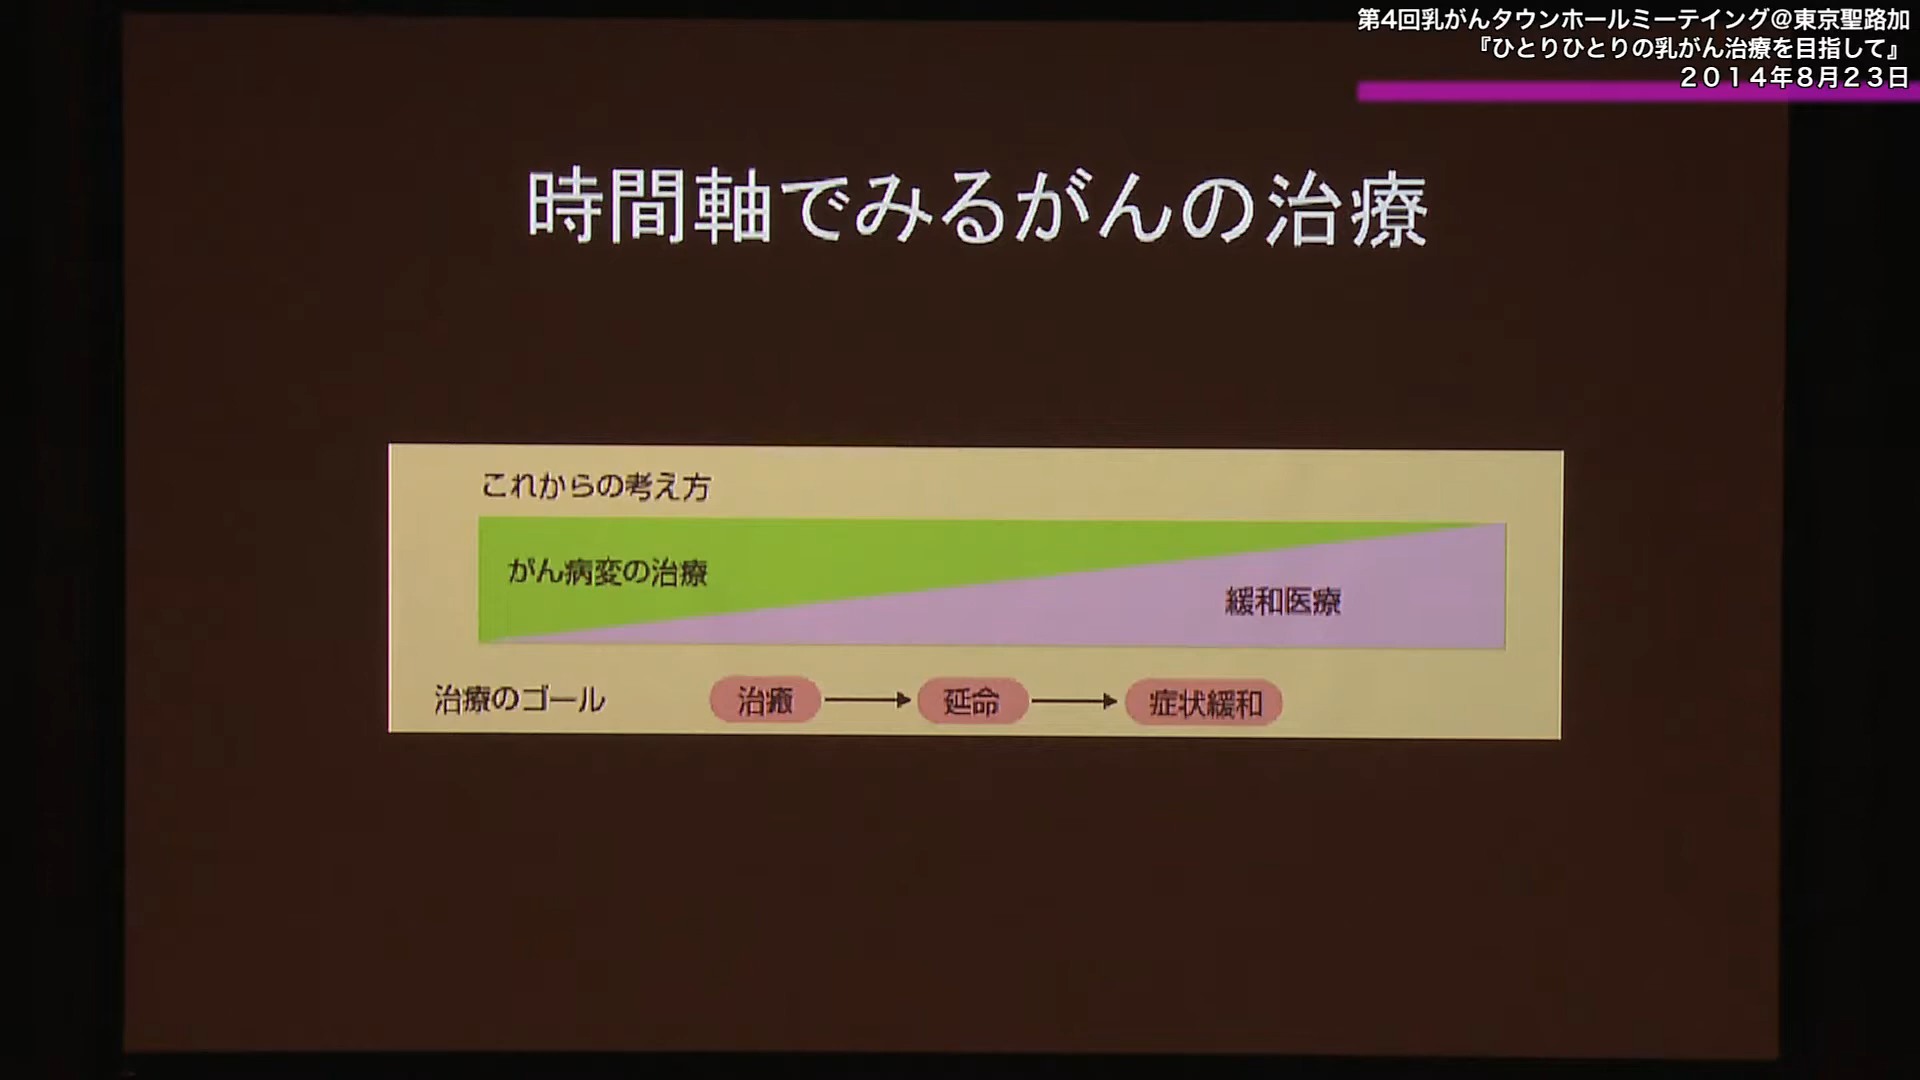 第4回乳がんタウンホールミーテイング@東京聖路加
『ひとりひとりの乳がん治療を目指して』
２０１４年８月２３日
時間軸でみるがんの治療
これからの考え方
がん病変の治療
緩和医療
治療のゴール
治癒
延命
症状緩和